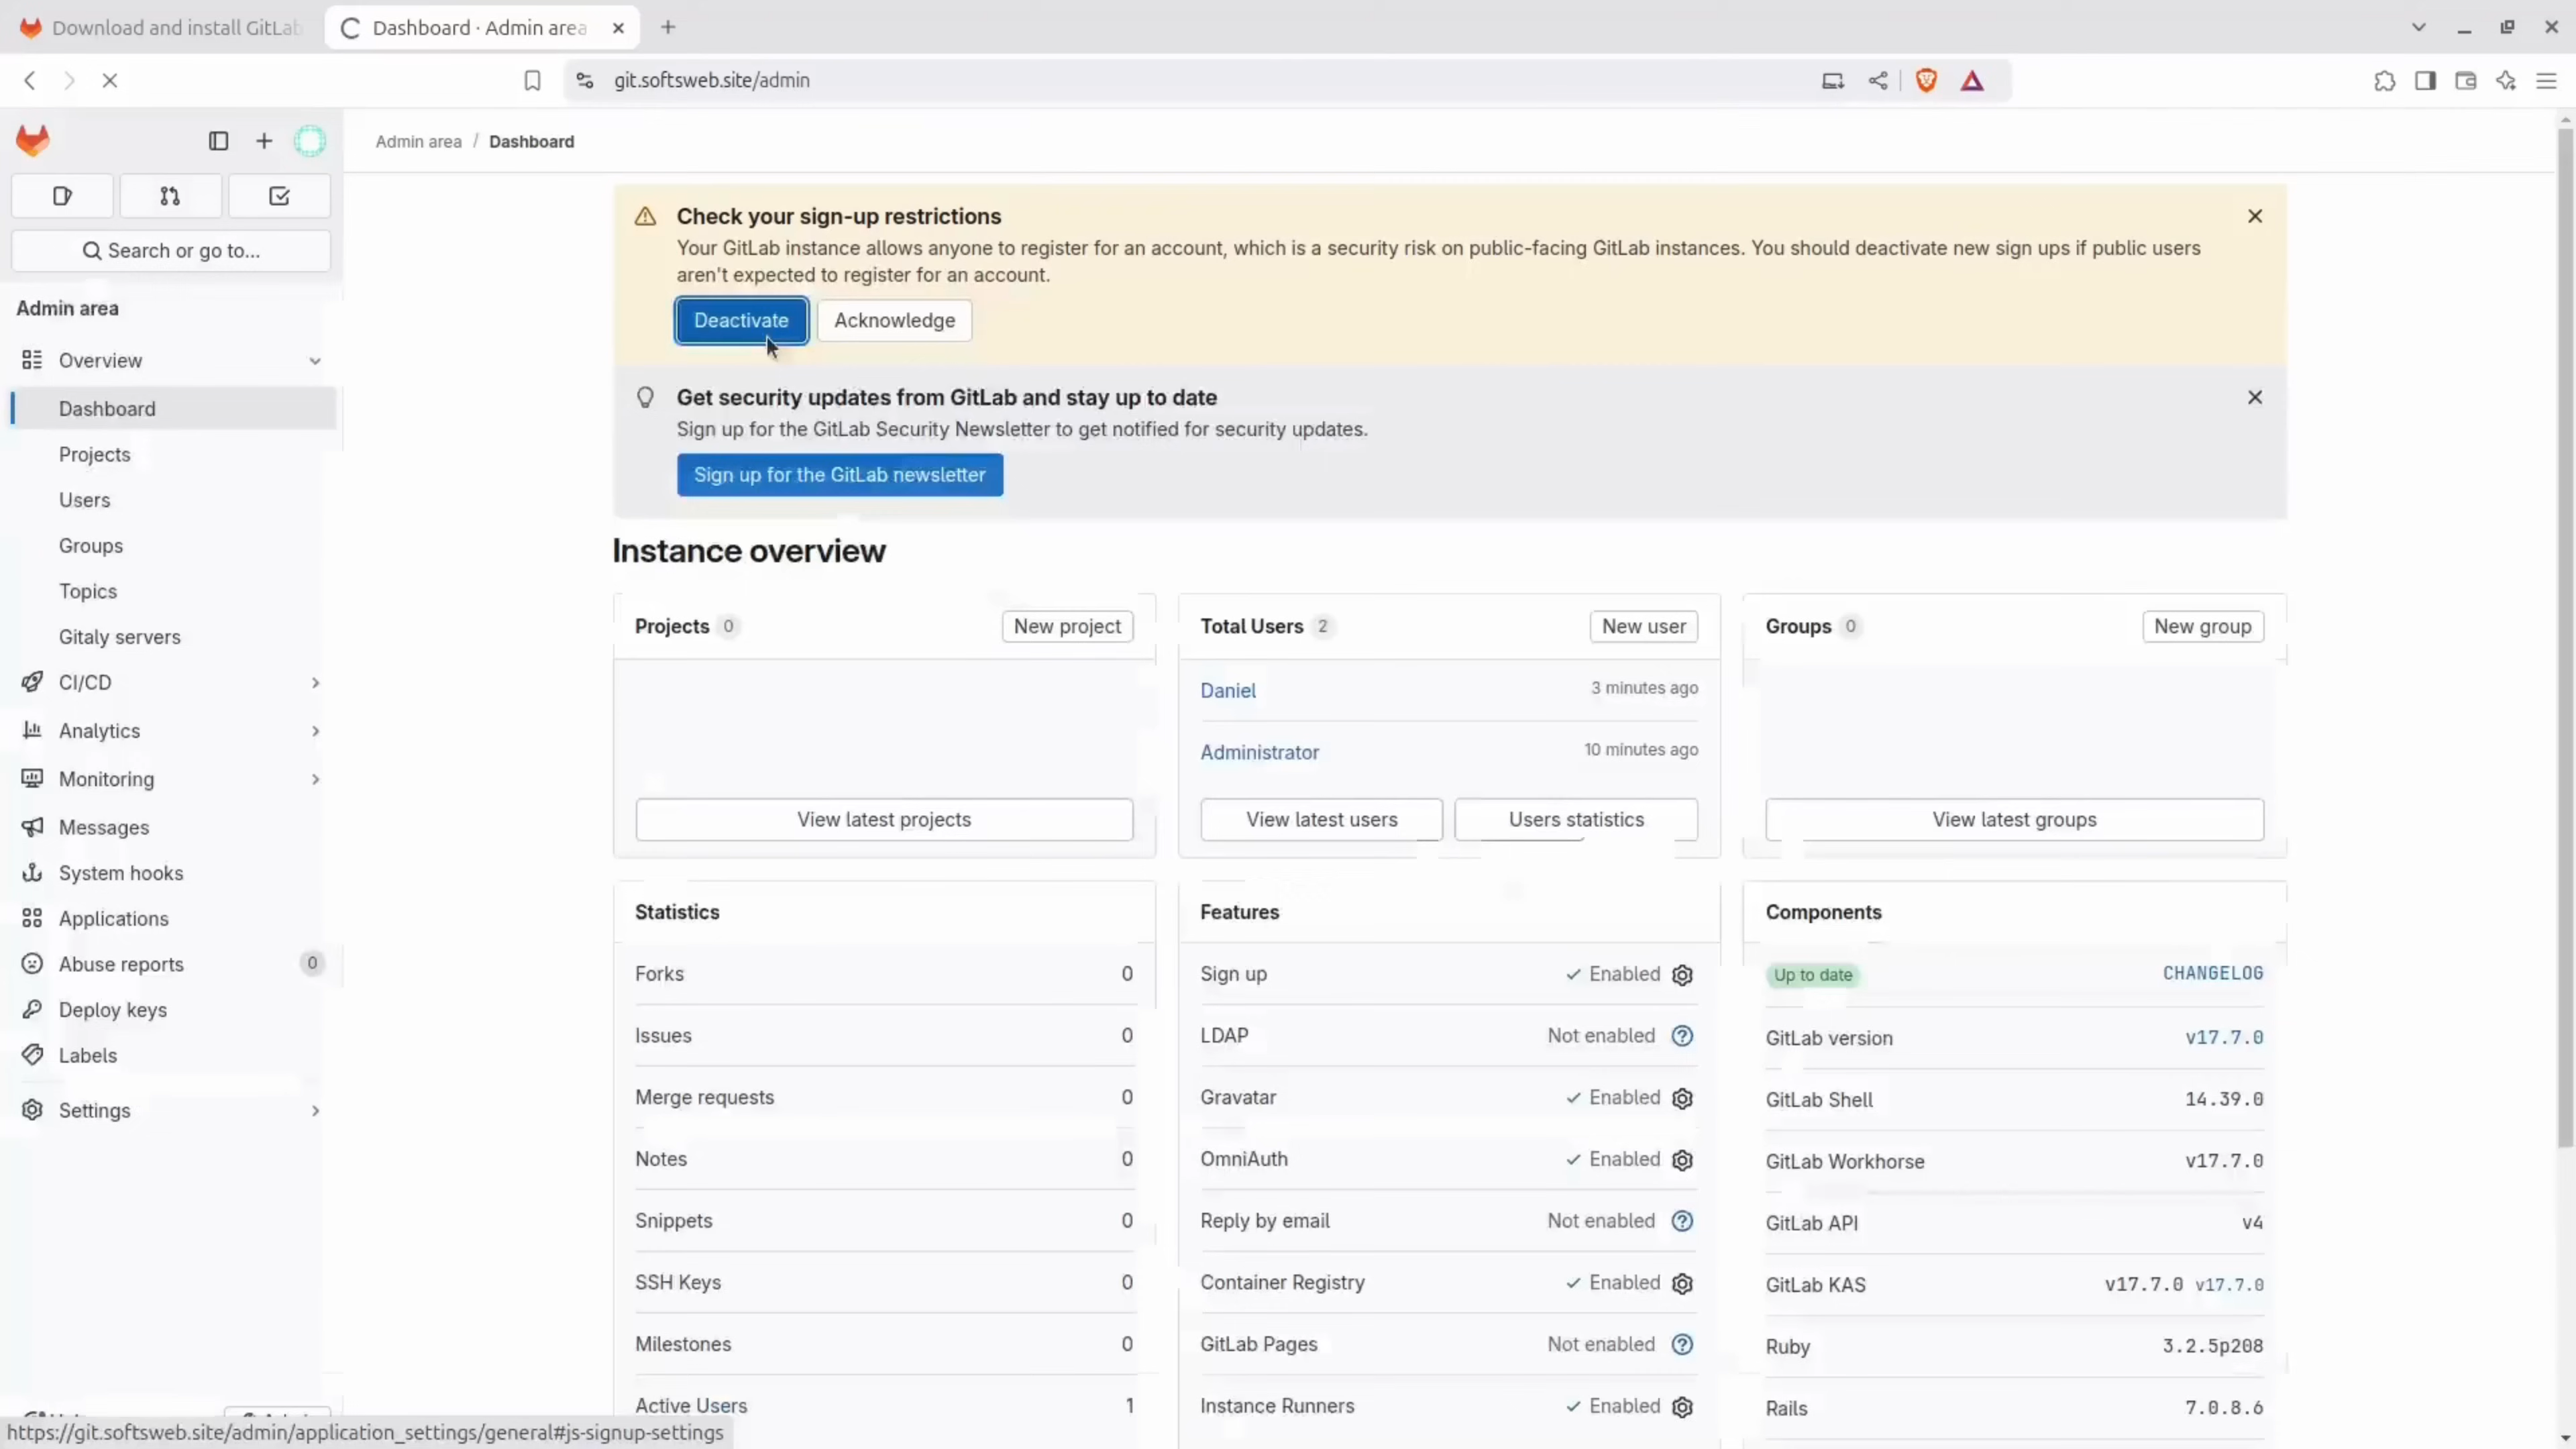 Download and install GitLab
Dashboard · Admin area
git.softsweb.site/admin
Search or go to...
Admin area
Overview
Dashboard
Projects
Users
Groups
Topics
Gitaly servers
CI/CD
Analytics
Monitoring
Messages
System hooks
Applications
Abuse reports 0
Deploy keys
Labels
Settings
Admin area / Dashboard
Check your sign-up restrictions
Your GitLab instance allows anyone to register for an account, which is a security risk on public-facing GitLab instances. You should deactivate new sign ups if public users
aren't expected to register for an account.
Deactivate Acknowledge
Get security updates from GitLab and stay up to date
Sign up for the GitLab Security Newsletter to get notified for security updates.
Sign up for the GitLab newsletter
Instance overview
Projects 0 New project
View latest projects
Total Users 2 New user
Daniel 3 minutes ago
Administrator 10 minutes ago
View latest users Users statistics
Groups 0 New group
View latest groups
Statistics
Forks 0
Issues 0
Merge requests 0
Notes 0
Snippets 0
SSH Keys 0
Milestones 0
Active Users 1
Features
Sign up Enabled
LDAP Not enabled
Gravatar Enabled
OmniAuth Enabled
Reply by email Not enabled
Container Registry Enabled
GitLab Pages Not enabled
Instance Runners Enabled
Components
Up to date CHANGELOG
GitLab version v17.7.0
GitLab Shell 14.39.0
GitLab Workhorse v17.7.0
GitLab API v4
GitLab KAS v17.7.0 v17.7.0
Ruby 3.2.5p208
Rails 7.0.8.6
https://git.softsweb.site/admin/application_settings/general#js-signup-settings